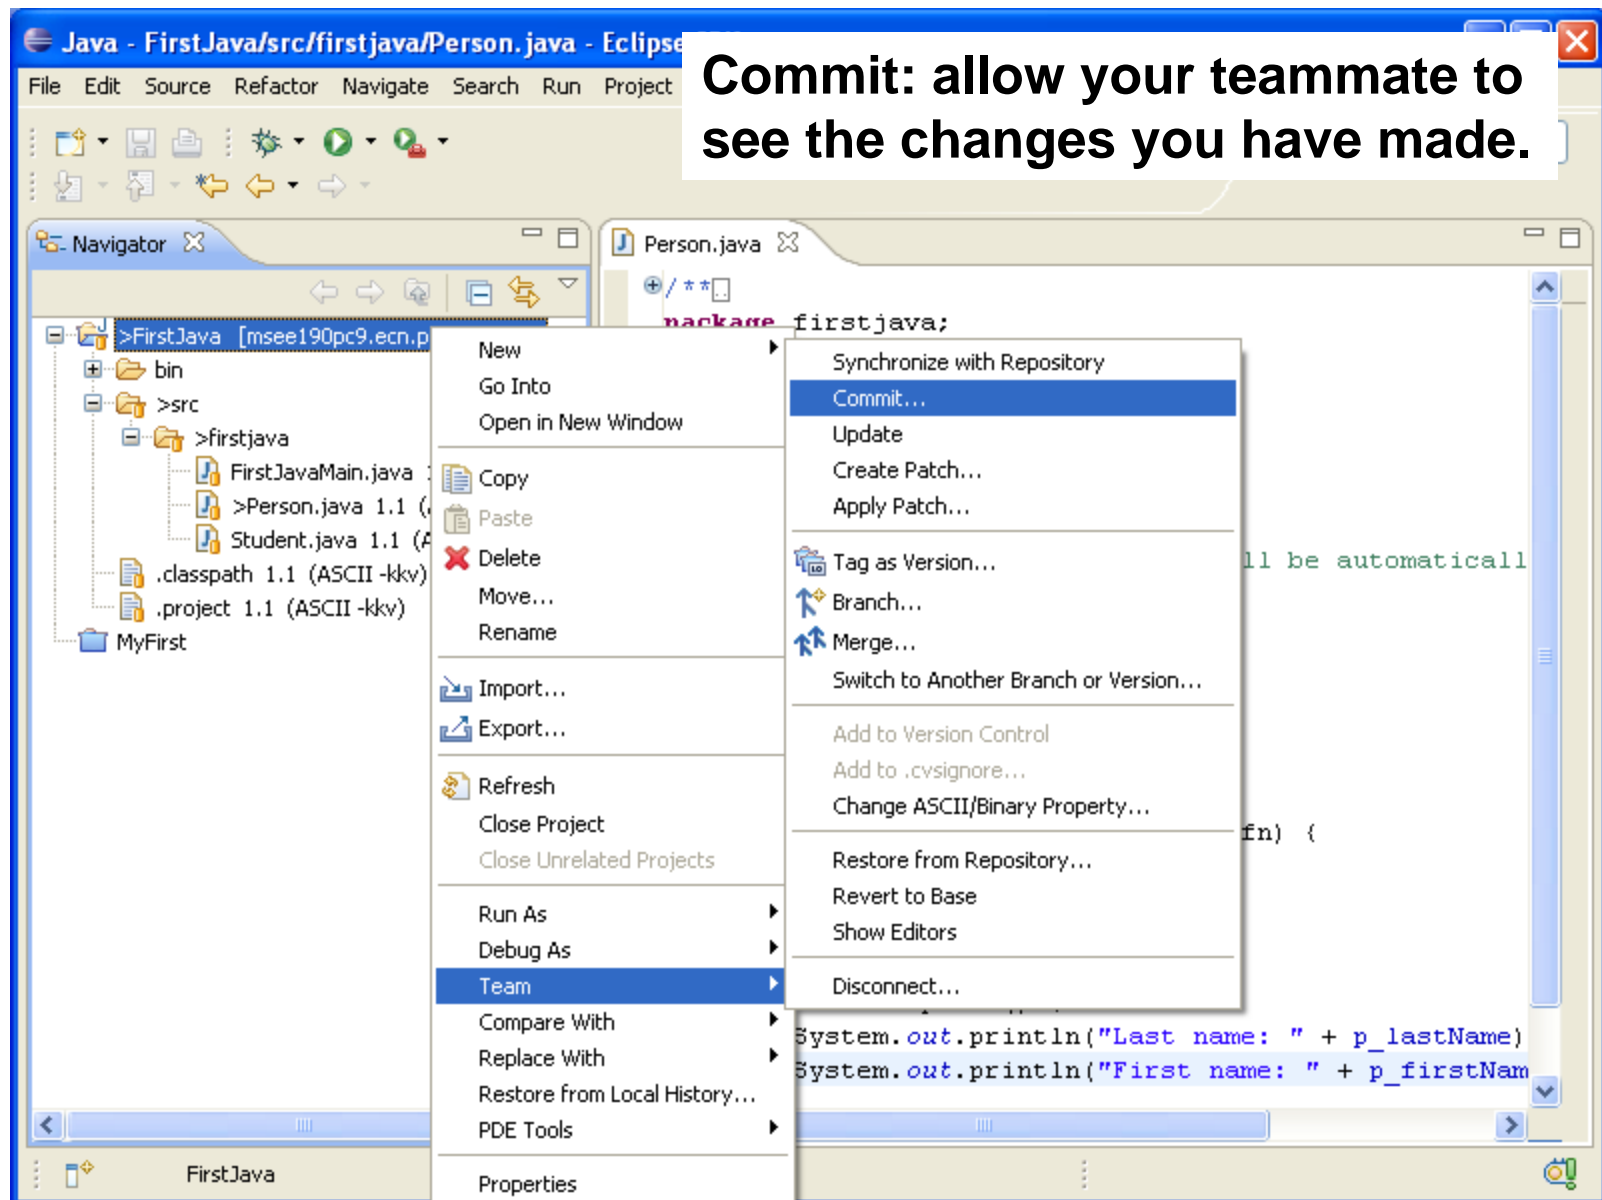 Java - FirstJava/src/firstjava/Person.java - Eclipse
Commit: allow your teammate to
see the changes you have made.
File Edit Source Refactor Navigate Search Run Project
Navigator
Person.java
/**
package firstjava;
>FirstJava [msee190pc9.ecn.p
bin
>src
>firstjava
FirstJavaMain.java
>Person.java 1.1 (
Student.java 1.1 (A
.classpath 1.1 (ASCII -kkv)
.project 1.1 (ASCII -kkv)
MyFirst
New
Go Into
Open in New Window
Copy
Paste
Delete
Move...
Rename
Import...
Export...
Refresh
Close Project
Close Unrelated Projects
Run As
Debug As
Team
Compare With
Replace With
Restore from Local History...
PDE Tools
Properties
Synchronize with Repository
Commit...
Update
Create Patch...
Apply Patch...
Tag as Version...
Branch...
Merge...
Switch to Another Branch or Version...
Add to Version Control
Add to .cvsignore...
Change ASCII/Binary Property...
Restore from Repository...
Revert to Base
Show Editors
Disconnect...
ll be automaticall
fn) {
System.out.println("Last name: " + p_lastName)
System.out.println("First name: " + p_firstNam
FirstJava